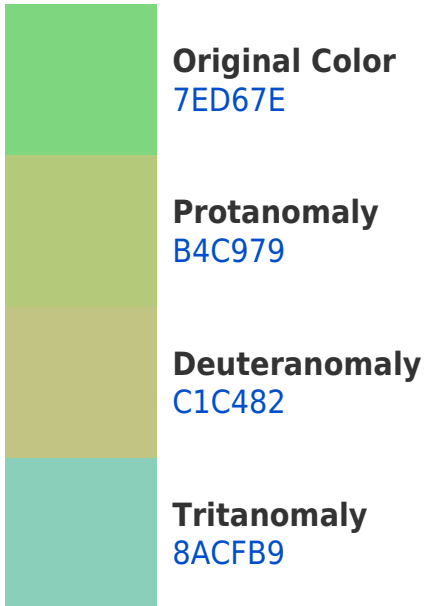 Original Color
7ED67E
Protanomaly
B4C979
Deuteranomaly
C1C482
Tritanomaly
8ACFB9